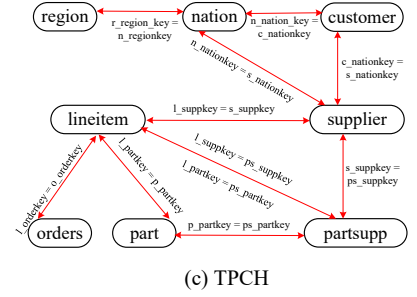 region
nation
customer
r_region_key =
n_regionkey
n_nationkey =
c_nationkey
n_nationkey = s_nationkey
c_nationkey =
s_nationkey
lineitem
l_suppkey = s_suppkey
supplier
l_suppkey = ps_suppkey
l_partkey = ps_partkey
l_partkey = p_partkey
l_orderkey = o_orderkey
s_suppkey =
ps_suppkey
orders
part
p_partkey = ps_partkey
partsupp
(c) TPCH